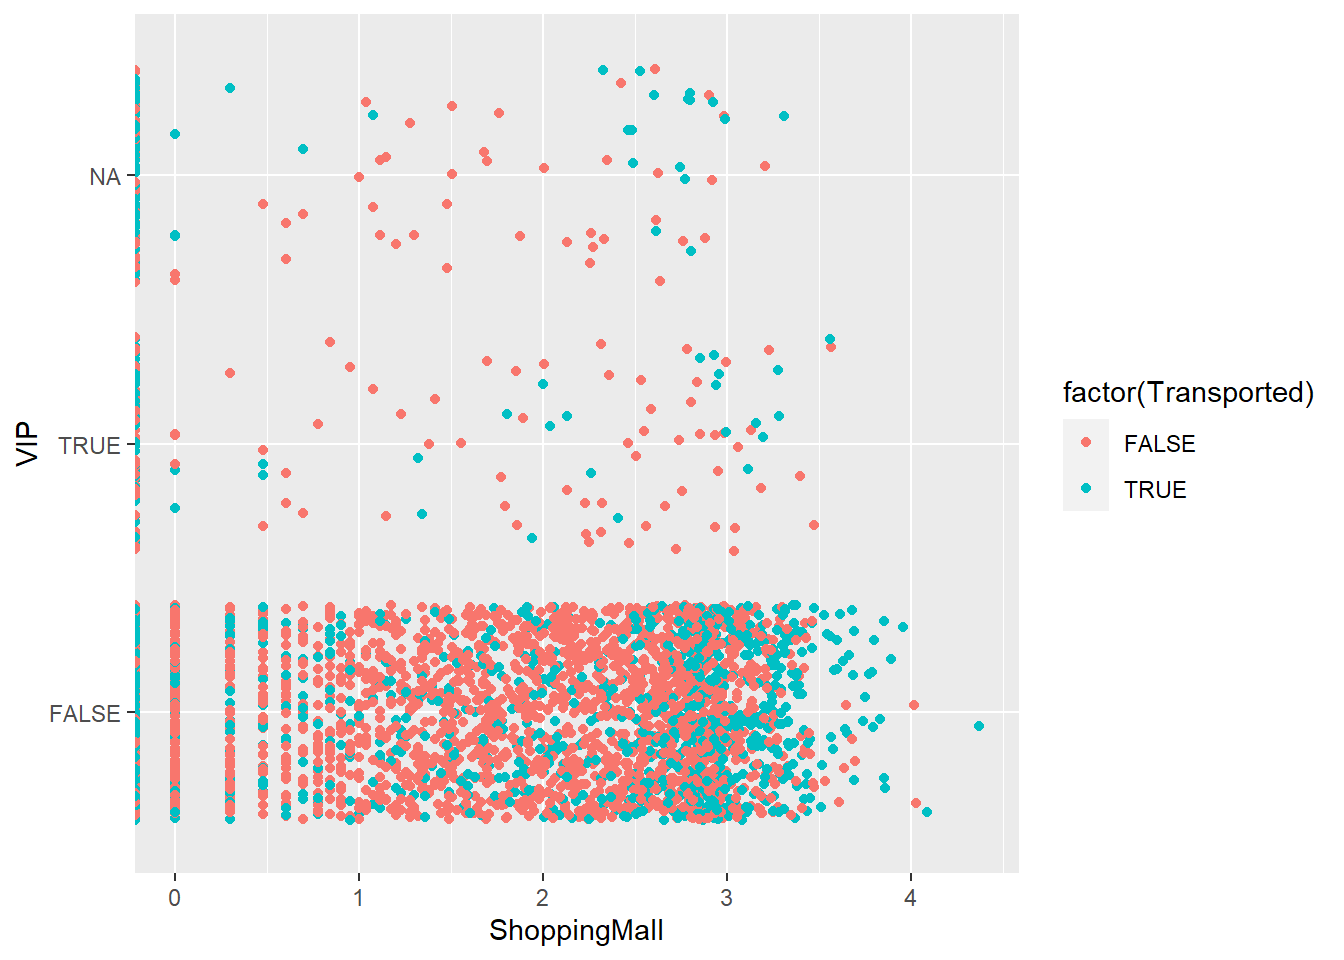 NA
TRUE
FALSE
VIP
0 1 2 3 4
ShoppingMall
factor(Transported)
FALSE
TRUE